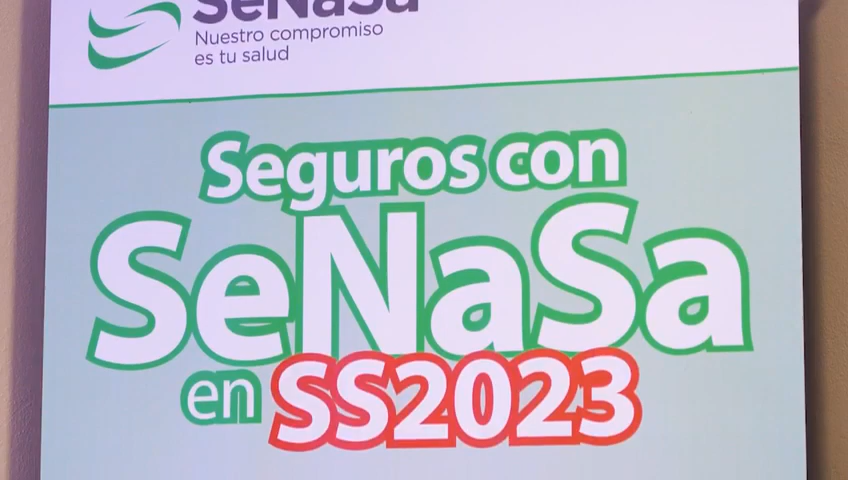 SeNaSa
Nuestro compromiso
es tu salud
Seguros con
SeNaSa
en SS2023